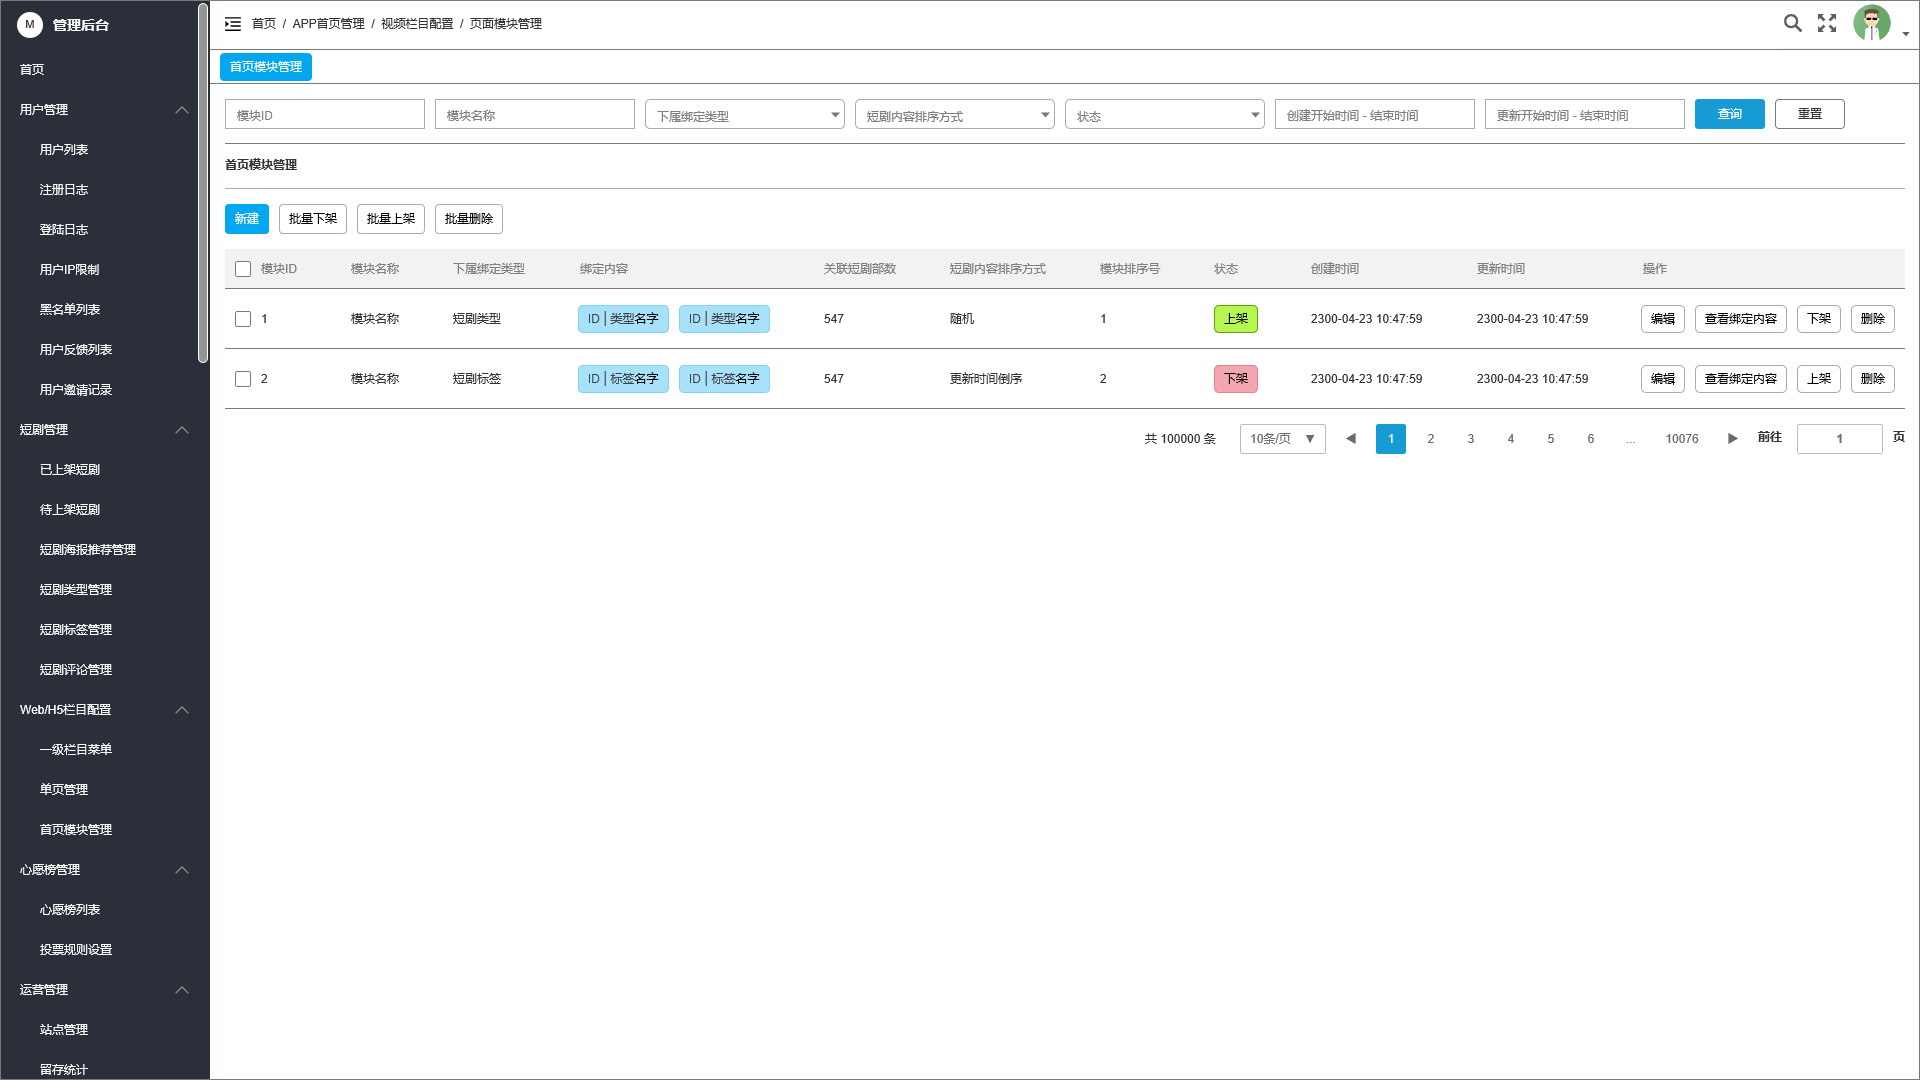 M 管理后台
首页
用户管理
用户列表
注册日志
登陆日志
用户IP限制
黑名单列表
用户反馈列表
用户邀请记录
短剧管理
已上架短剧
待上架短剧
短剧海报推荐管理
短剧类型管理
短剧标签管理
短剧评论管理
Web/H5栏目配置
一级栏目菜单
单页管理
首页模块管理
心愿榜管理
心愿榜列表
投票规则设置
运营管理
站点管理
留存统计
首页 / APP首页管理 / 视频栏目配置 / 页面模块管理
首页模块管理
模块ID 模块名称 下属绑定类型 短剧内容排序方式 状态 创建开始时间 - 结束时间 更新开始时间 - 结束时间 查询 重置
首页模块管理
新建 批量下架 批量上架 批量删除
模块ID 模块名称 下属绑定类型 绑定内容 关联短剧部数 短剧内容排序方式 模块排序号 状态 创建时间 更新时间 操作
1 模块名称 短剧类型 ID | 类型名字 ID | 类型名字 547 随机 1 上架 2300-04-23 10:47:59 2300-04-23 10:47:59 编辑 查看绑定内容 下架 删除
2 模块名称 短剧标签 ID | 标签名字 ID | 标签名字 547 更新时间倒序 2 下架 2300-04-23 10:47:59 2300-04-23 10:47:59 编辑 查看绑定内容 上架 删除
共 100000 条 10条/页 1 2 3 4 5 6 ... 10076 前往 1 页